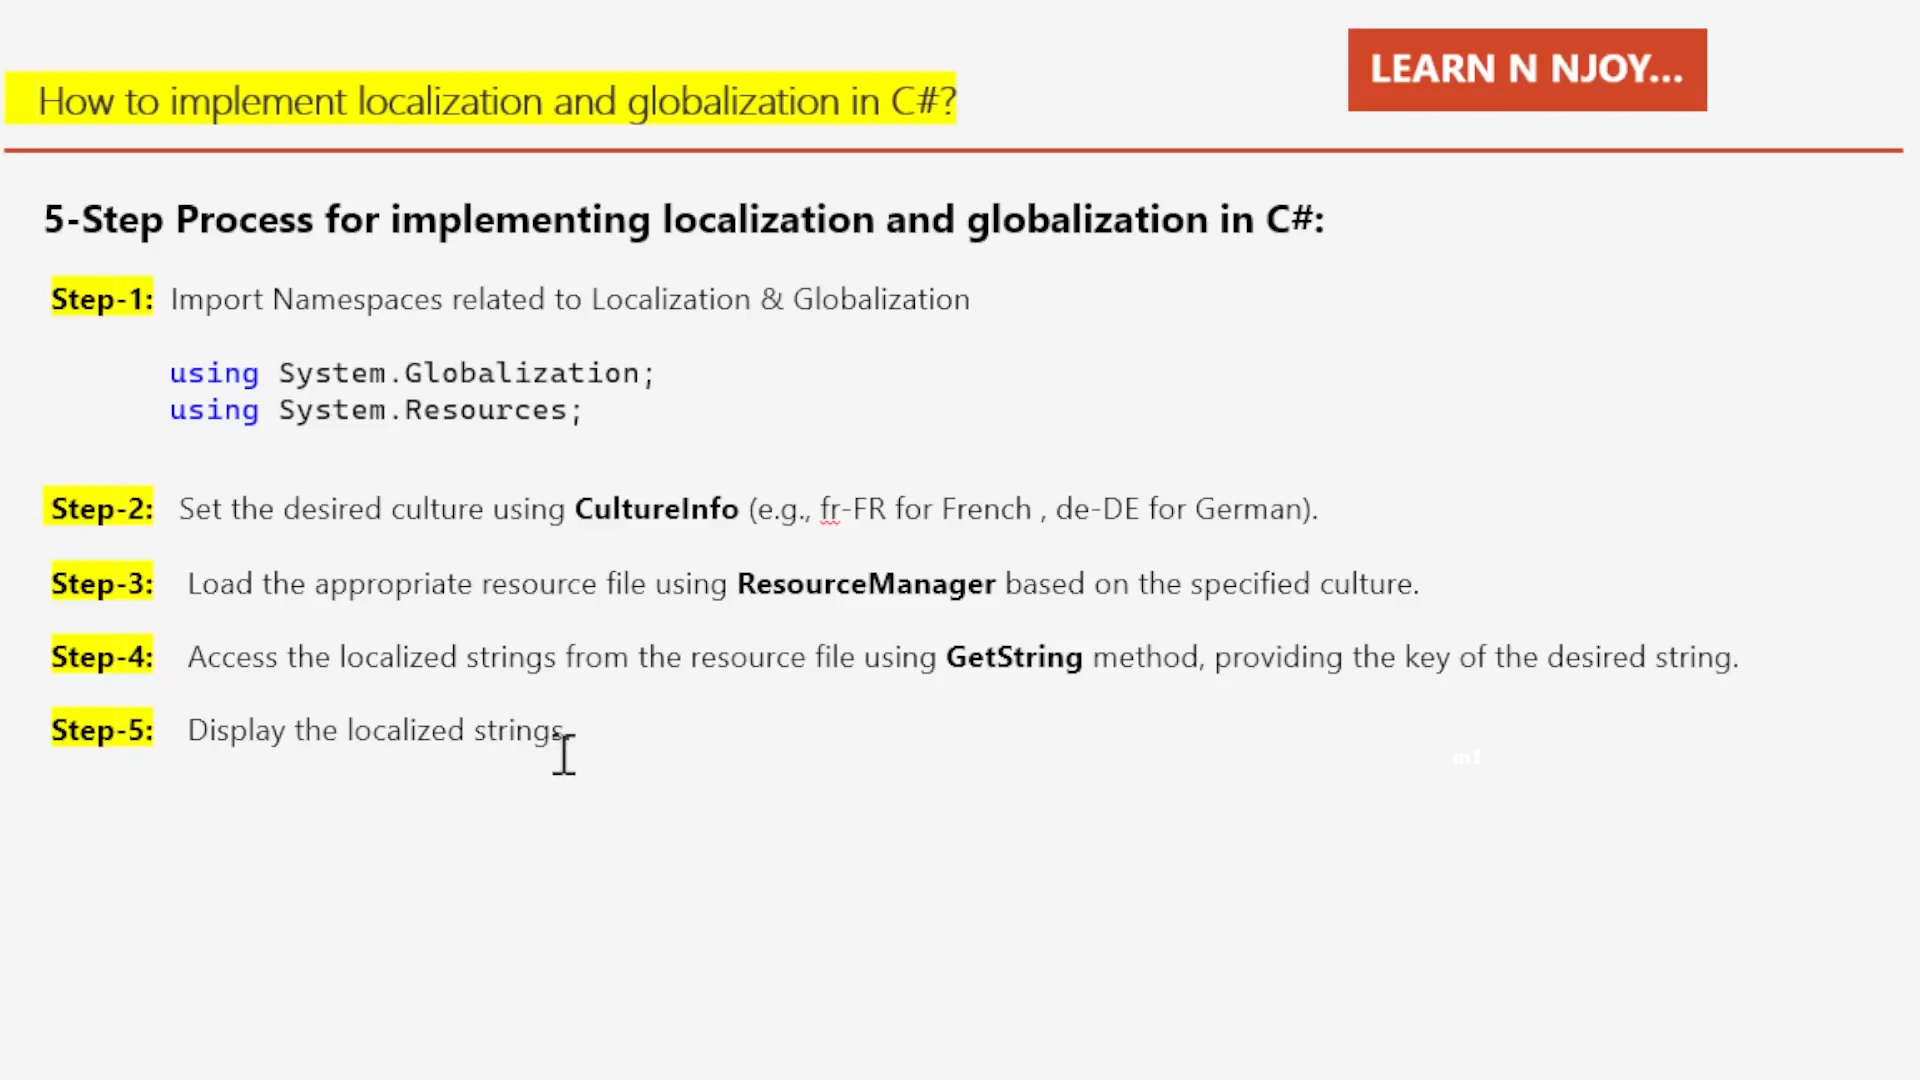 LEARN N NJOY...
How to implement localization and globalization in C#?
5-Step Process for implementing localization and globalization in C#:
Step-1: Import Namespaces related to Localization & Globalization
using System.Globalization;
using System.Resources;
Step-2: Set the desired culture using CultureInfo (e.g., fr-FR for French , de-DE for German).
Step-3: Load the appropriate resource file using ResourceManager based on the specified culture.
Step-4: Access the localized strings from the resource file using GetString method, providing the key of the desired string.
Step-5: Display the localized strings.